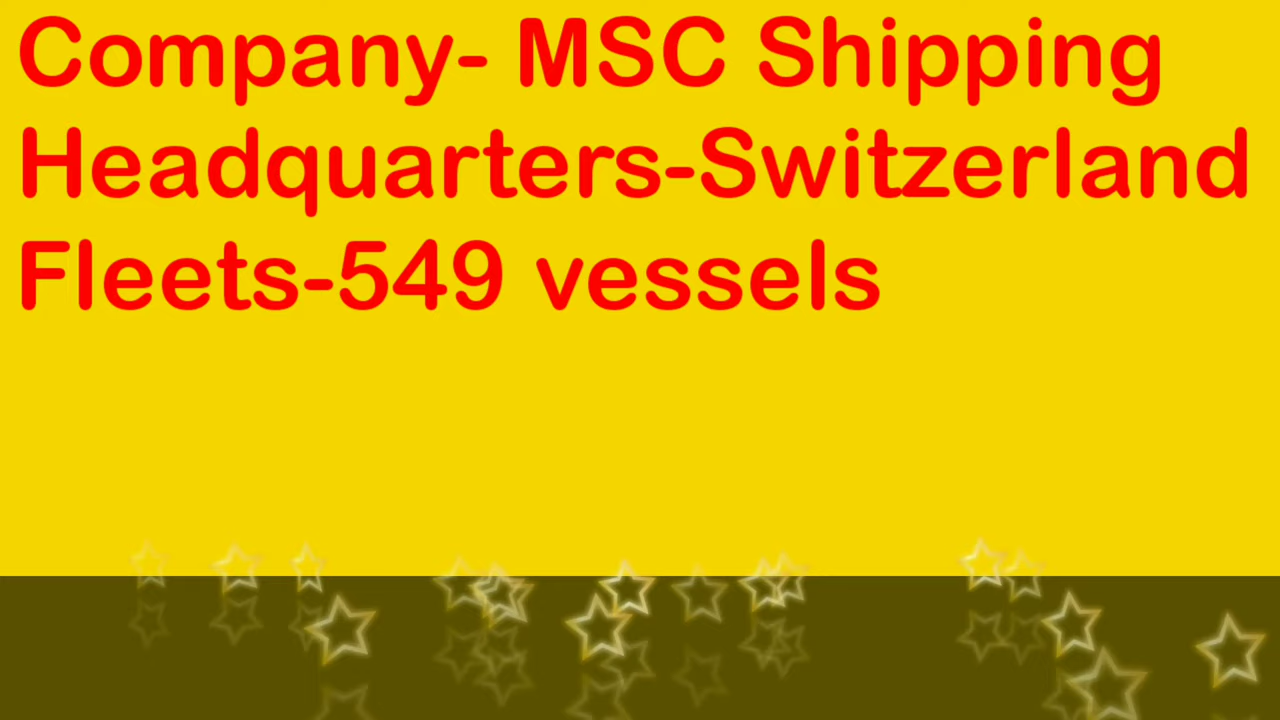 Company- MSC Shipping
Headquarters-Switzerland
Fleets-549 vessels